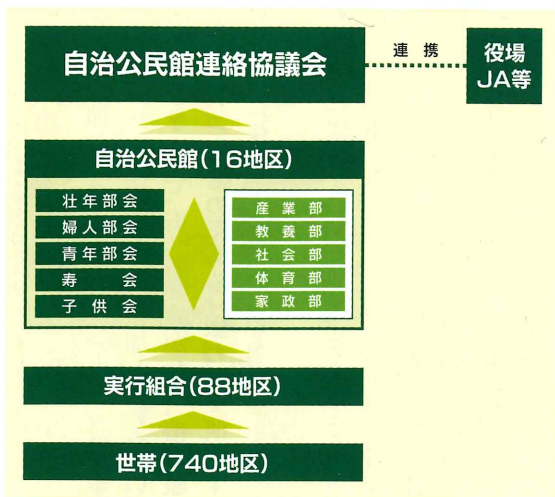 自治公民館連絡協議会
連携
役場
JA等
自治公民館(16地区)
壮年部会
婦人部会
青年部会
寿会
子供会
産業部
教養部
社会部
体育部
家政部
実行組合(88地区)
世帯(740地区)